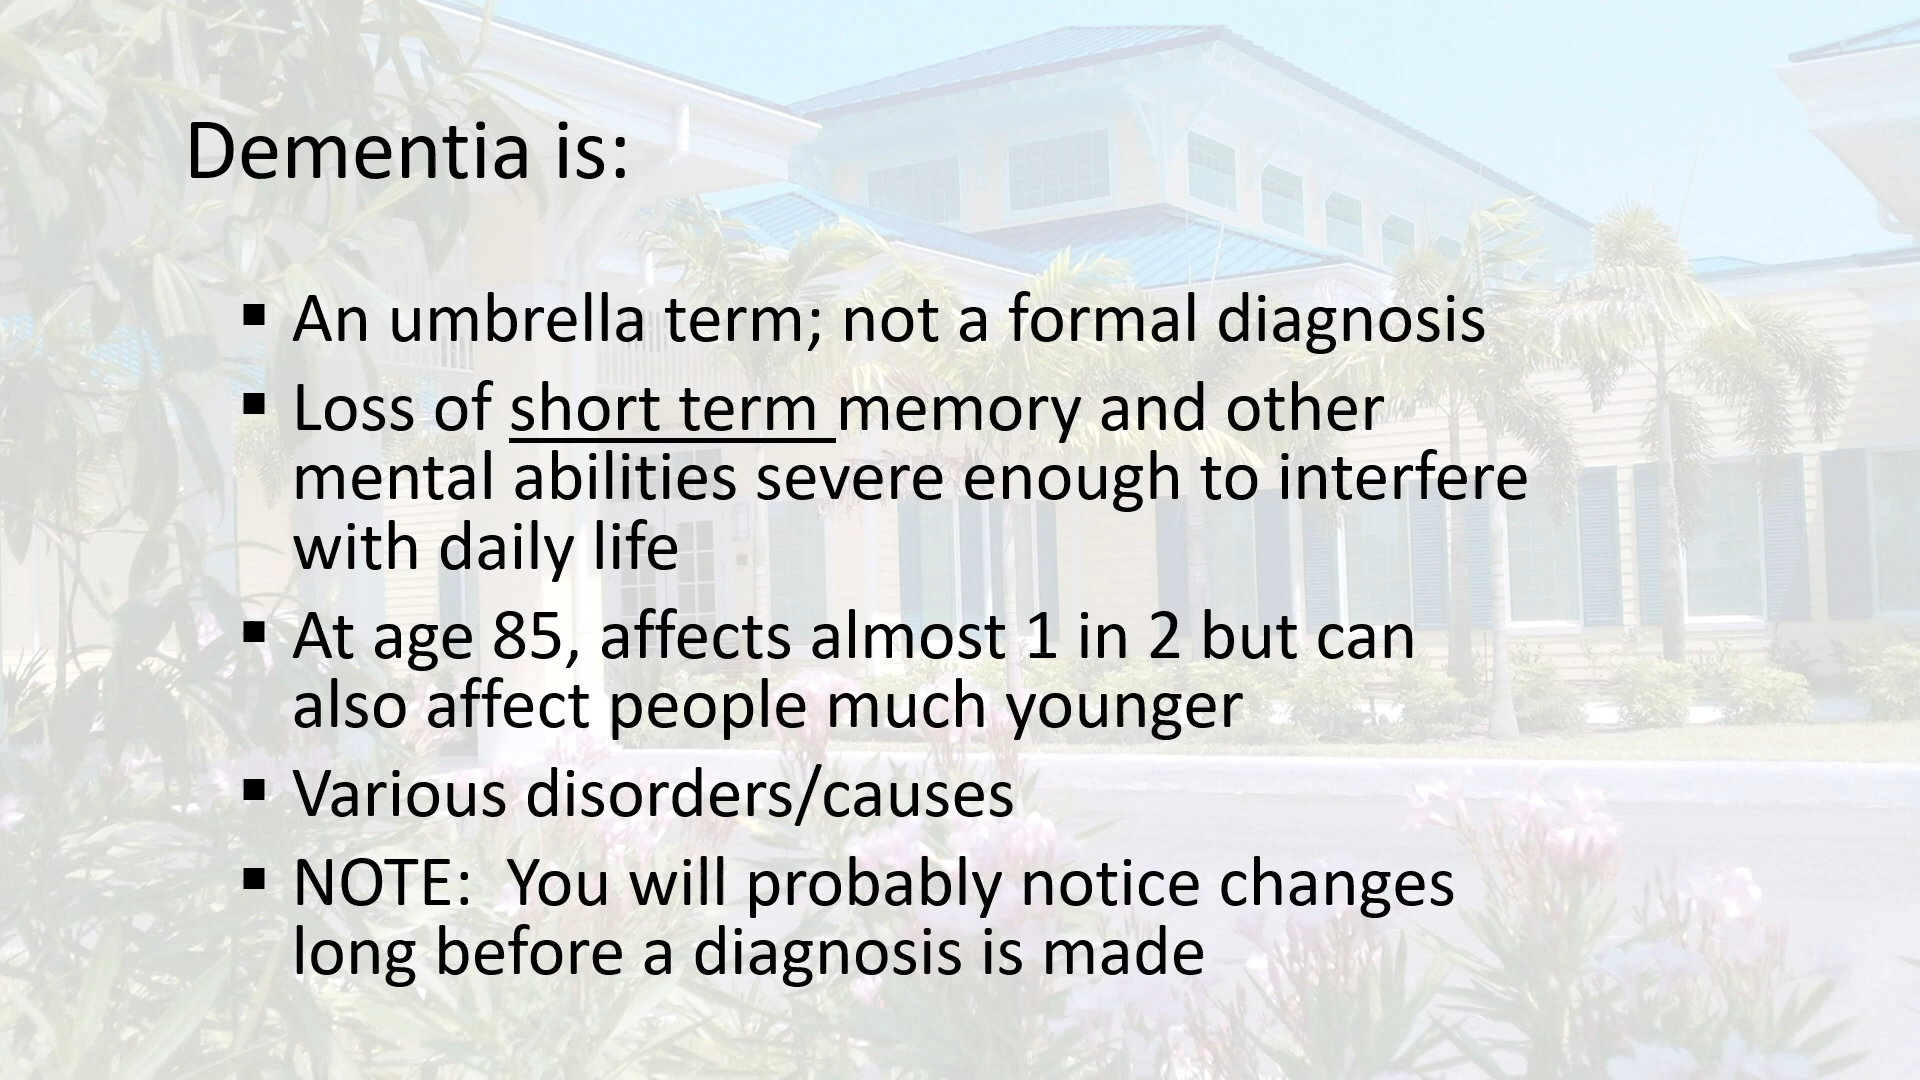 Dementia is:
▪ An umbrella term; not a formal diagnosis
▪ Loss of short term memory and other
mental abilities severe enough to interfere
with daily life
▪ At age 85, affects almost 1 in 2 but can
also affect people much younger
▪ Various disorders/causes
▪ NOTE:  You will probably notice changes
long before a diagnosis is made